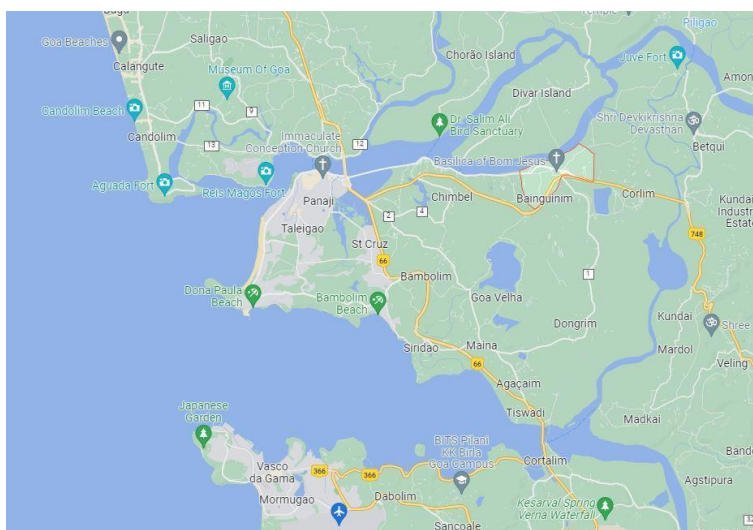 Baga
Saligao
Goa Beaches
Calangute
Museum Of Goa
Chorão Island
Temple
Piligao
Juve Fort
Amon
Divar Island
Candolim Beach
11
9
Dr. Salim Ali
Bird Sanctuary
Shri Devkikrishna
Devasthan
Candolim
13
Immaculate
Conception Church
12
Betqui
Basilica of Bom Jesus
Aguada Fort
Reis Magos Fort
Panaji
Chimbel
Bainguinim
Corlim
Kundai
Industr
Estate
2
4
Taleigao
St Cruz
748
66
Bambolim
1
Dona Paula
Beach
Bambolim
Beach
Goa Velha
Dongrim
Kundai
Shree
Mardol
Siridao
Maina
66
Veling
Agaçaim
Tiswadi
Madkai
Japanese
Garden
BITS Pilani
KK Birla
Goa Campus
Band
Vasco
da Gama
366
366
Cortalim
Agstipura
Mormugao
Dabolim
Kesarval Spring
Verna Waterfall
Sancoale